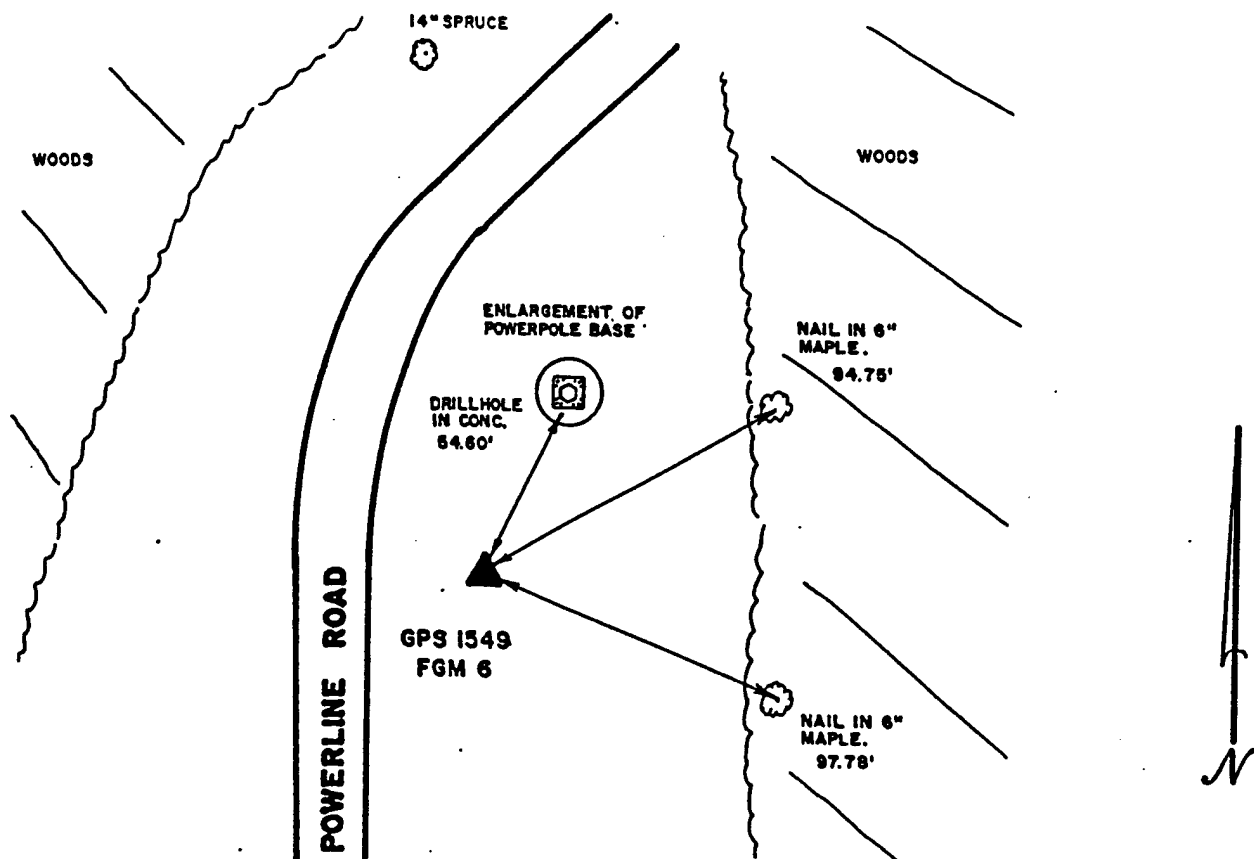 14" SPRUCE
WOODS
WOODS
ENLARGEMENT OF
POWERPOLE BASE
NAIL IN 6"
MAPLE.
94.75'
DRILLHOLE
IN CONC.
54.60'
GPS 1549
FGM 6
POWERLINE ROAD
NAIL IN 6"
MAPLE.
97.78'
N